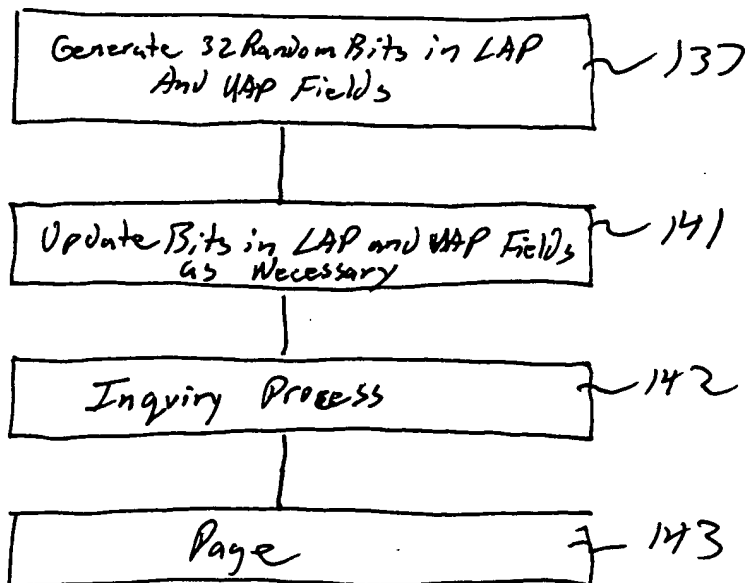 Generate 32 Random Bits in LAP
And UAP Fields
137
Update Bits in LAP and UAP Fields
as Necessary
141
Inquiry Process
142
Page
143